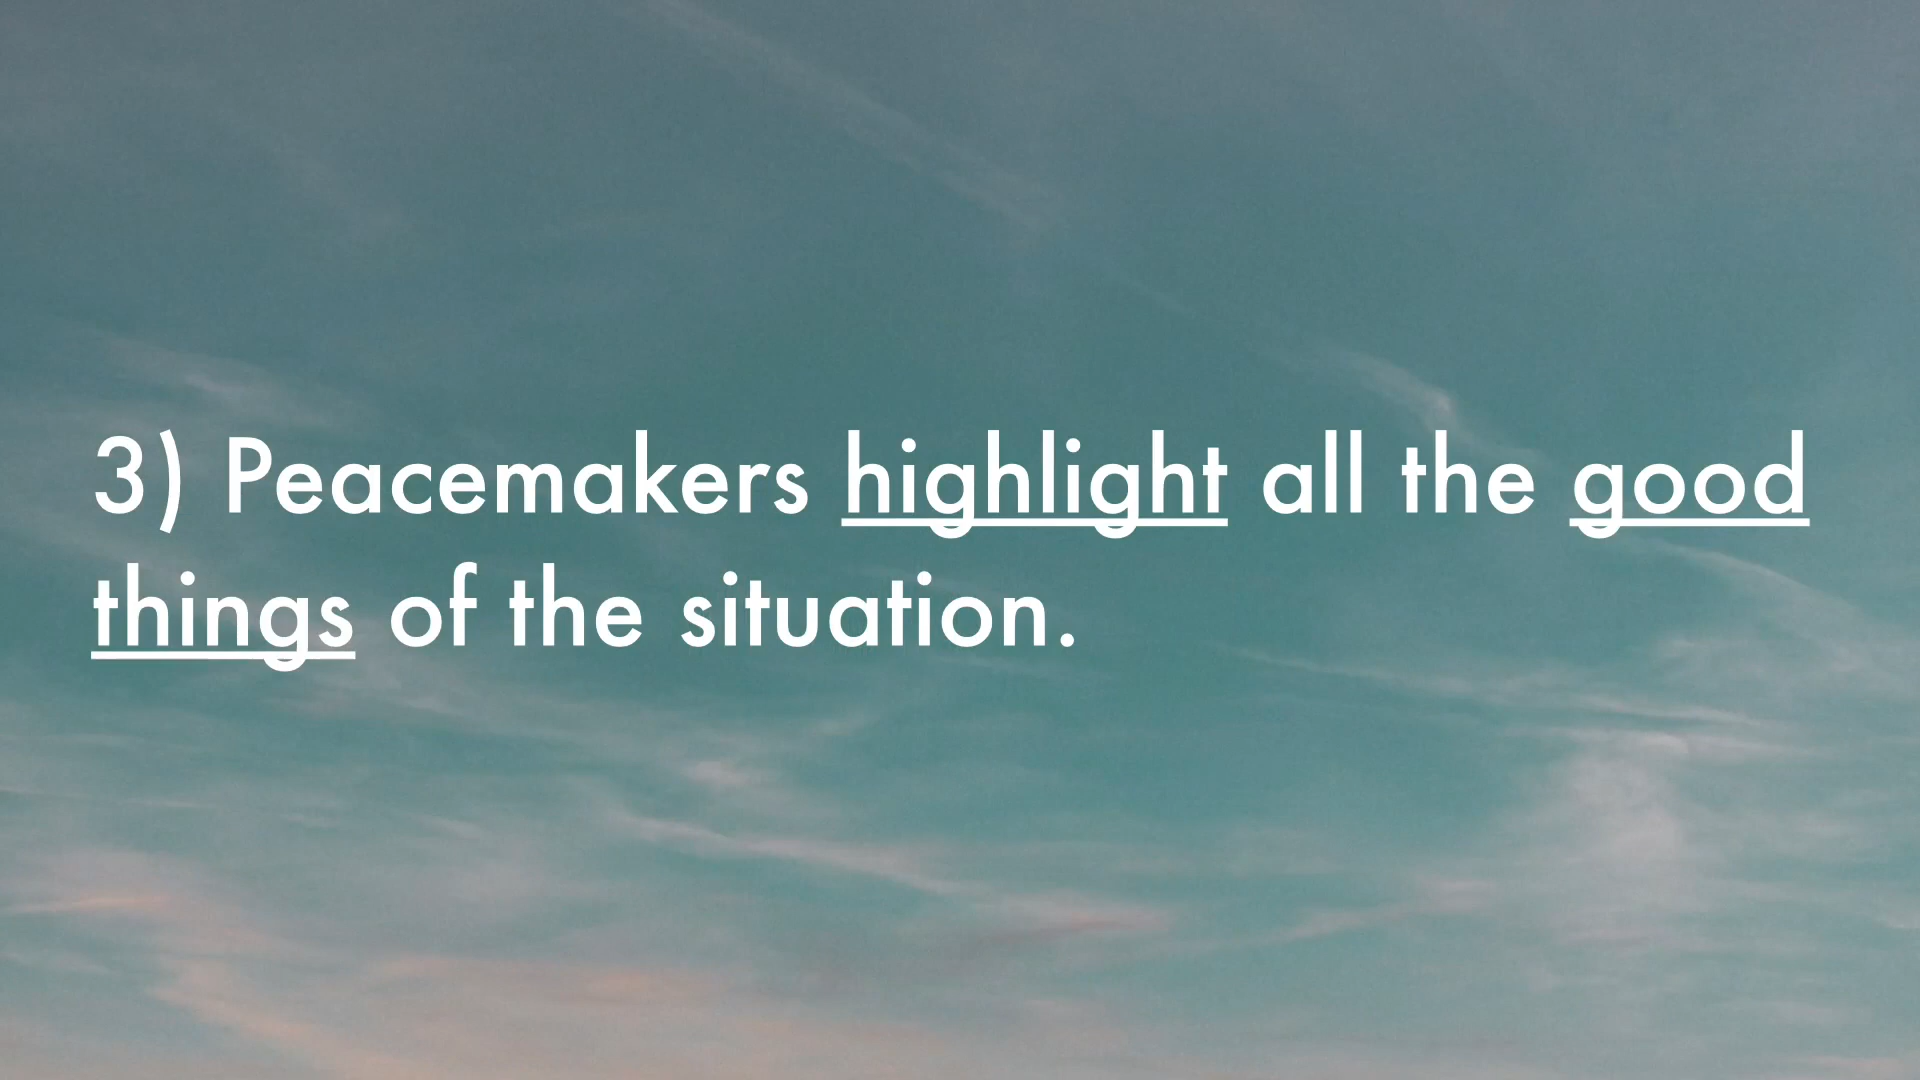 3) Peacemakers highlight all the good
things of the situation.